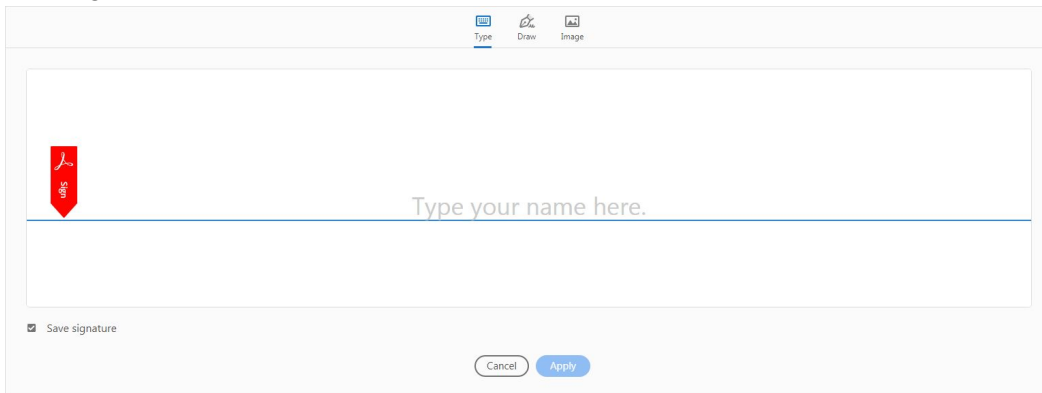 Type Draw Image
Sign
Type your name here.
Save signature
Cancel Apply